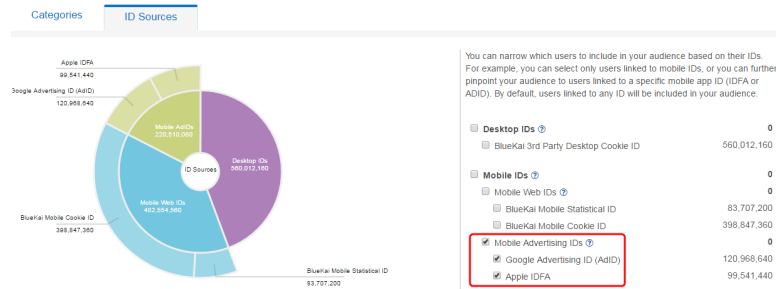 Categories
ID Sources
Apple IDFA
99,541,440
Google Advertising ID (AdID)
120,968,640
Mobile AdIDs
220,510,080
ID Sources
Desktop IDs
560,012,160
Mobile Web IDs
482,554,560
BlueKai Mobile Cookie ID
398,847,360
BlueKai Mobile Statistical ID
83,707,200
You can narrow which users to include in your audience based on their IDs.
For example, you can select only users linked to mobile IDs, or you can further
pinpoint your audience to users linked to a specific mobile app ID (IDFA or
ADID). By default, users linked to any ID will be included in your audience.
Desktop IDs ? 0
BlueKai 3rd Party Desktop Cookie ID 560,012,160
Mobile IDs ? 0
Mobile Web IDs ? 0
BlueKai Mobile Statistical ID 83,707,200
BlueKai Mobile Cookie ID 398,847,360
Mobile Advertising IDs ? 0
Google Advertising ID (AdID) 120,968,640
Apple IDFA 99,541,440